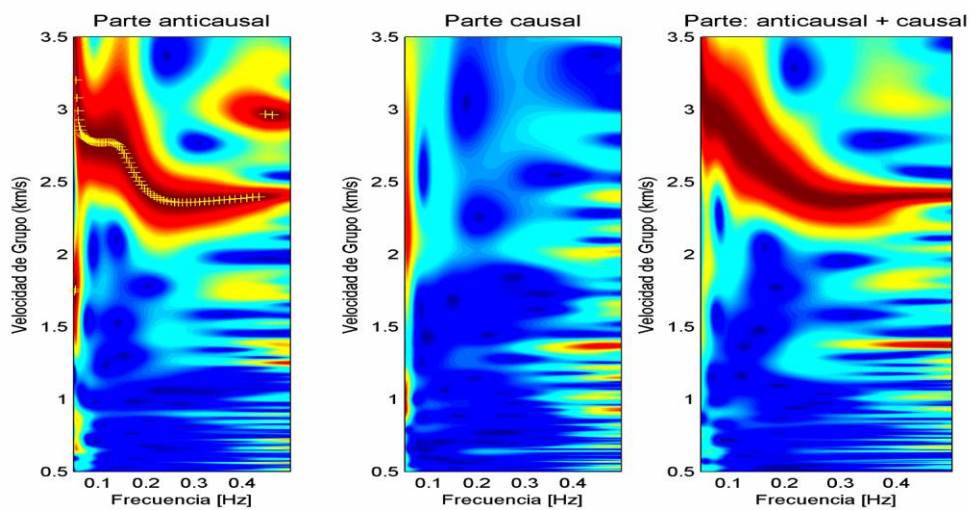 Parte anticausal
3.5
3
2.5
2
1.5
1
0.5
Velocidad de Grupo (km/s)
0.1 0.2 0.3 0.4
Frecuencia [Hz]
Parte causal
3.5
3
2.5
2
1.5
1
0.5
Velocidad de Grupo (km/s)
0.1 0.2 0.3 0.4
Frecuencia [Hz]
Parte: anticausal + causal
3.5
3
2.5
2
1.5
1
0.5
Velocidad de Grupo (km/s)
0.1 0.2 0.3 0.4
Frecuencia [Hz]